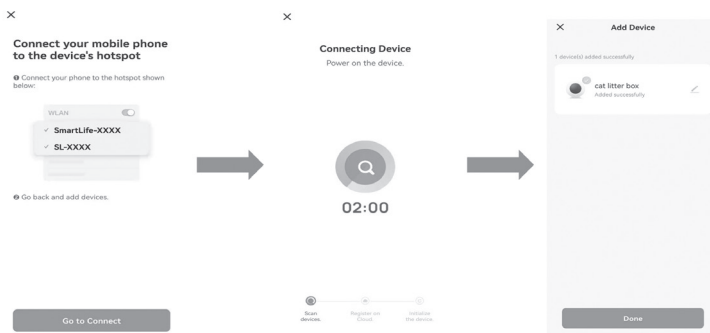 Connect your mobile phone
to the device's hotspot
❶ Connect your phone to the hotspot shown
below:
WLAN
✓ SmartLife-XXXX
✓ SL-XXXX
❷ Go back and add devices.
Go to Connect
Connecting Device
Power on the device.
02:00
Scan
devices.
Register on
Cloud.
Initialize
the device.
Add Device
1 device(s) added successfully
cat litter box
Added successfully
Done